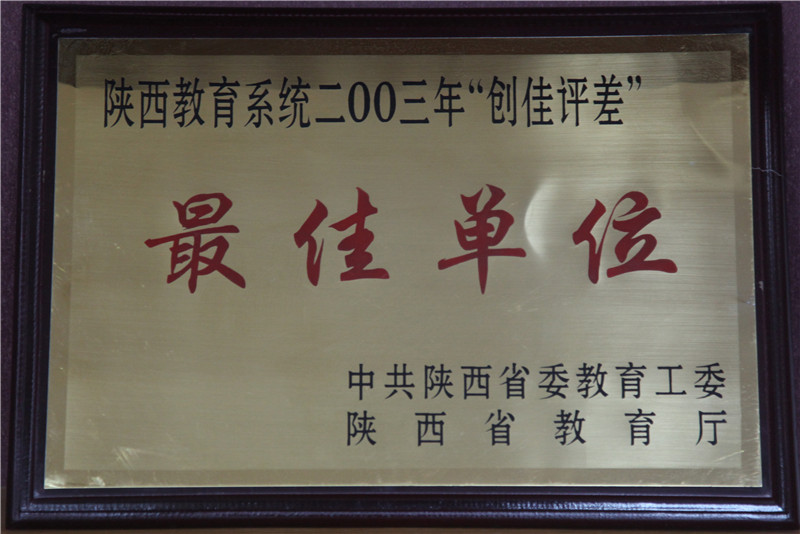 陕西教育系统二00三年“创佳评差”
最佳单位
中共陕西省委教育工委
陕西省教育厅